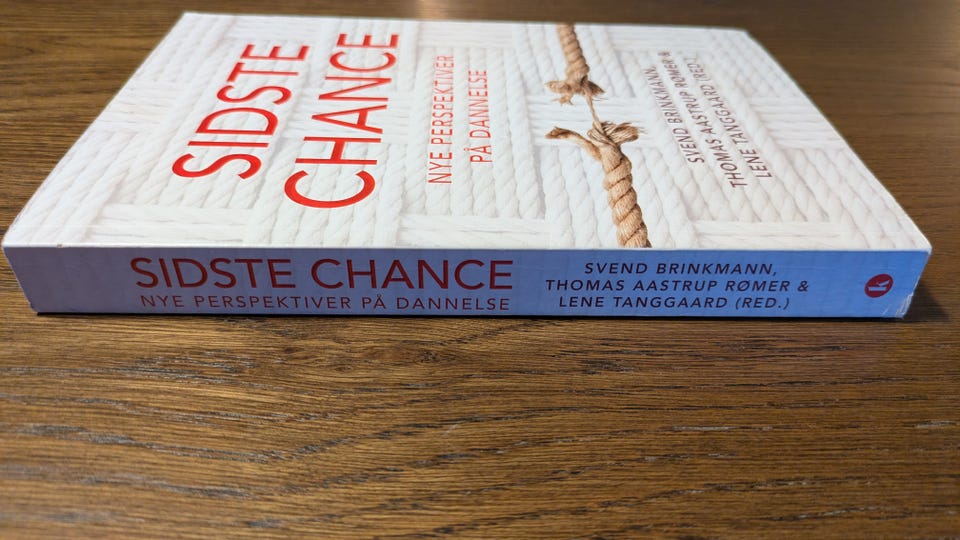 SIDSTE
CHANCE
NYE PERSPEKTIVER
PÅ DANNELSE
SVEND BRINKMANN,
THOMAS AASTRUP RØMER &
LENE TANGGAARD (RED.)
SIDSTE CHANCE
NYE PERSPEKTIVER PÅ DANNELSE
SVEND BRINKMANN,
THOMAS AASTRUP RØMER &
LENE TANGGAARD (RED.)
k